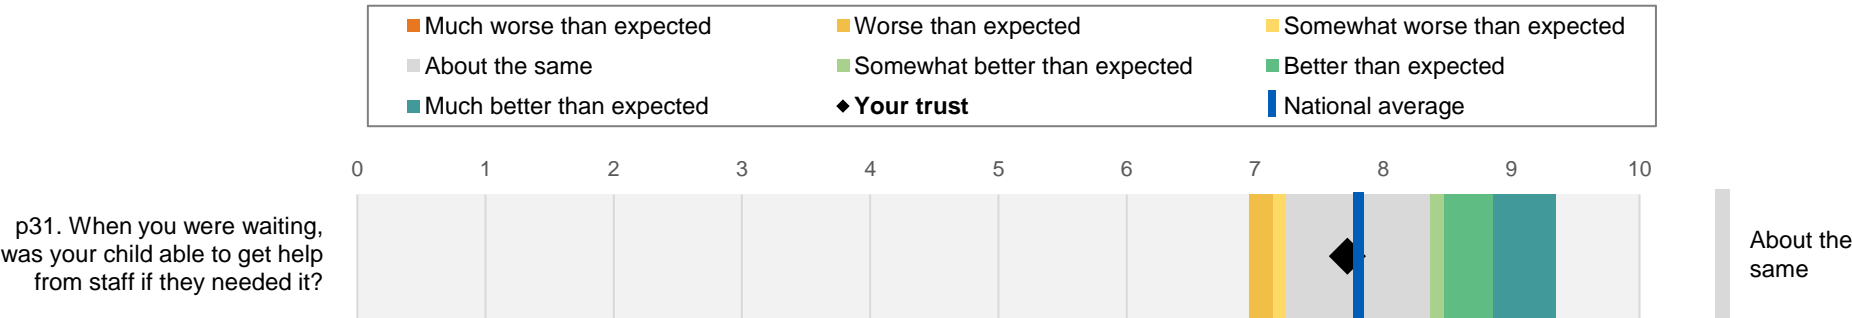 Much worse than expected
Worse than expected
Somewhat worse than expected
About the same
Somewhat better than expected
Better than expected
Much better than expected
Your trust
National average
0 1 2 3 4 5 6 7 8 9 10
p31. When you were waiting,
was your child able to get help
from staff if they needed it?
About the
same